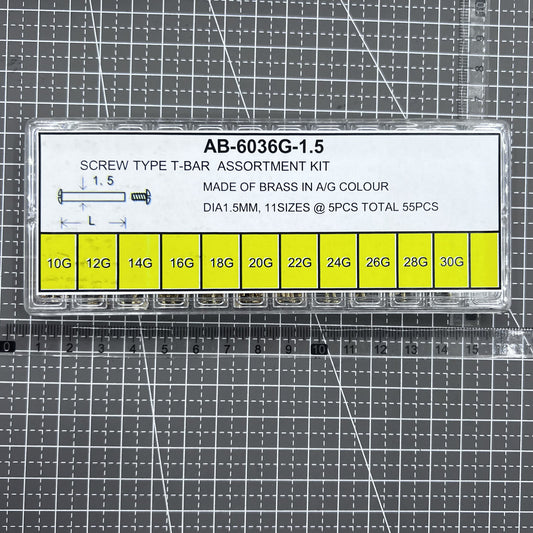 AB-6036G-1.5
SCREW TYPE T-BAR ASSORTMENT KIT
1.5
MADE OF BRASS IN A/G COLOUR
L
DIA1.5MM, 11SIZES @ 5PCS TOTAL 55PCS
10G 12G 14G 16G 18G 20G 22G 24G 26G 28G 30G
0 1 2 3 4 5 6 7 8 9 10 11 12 13 14 15
8
9